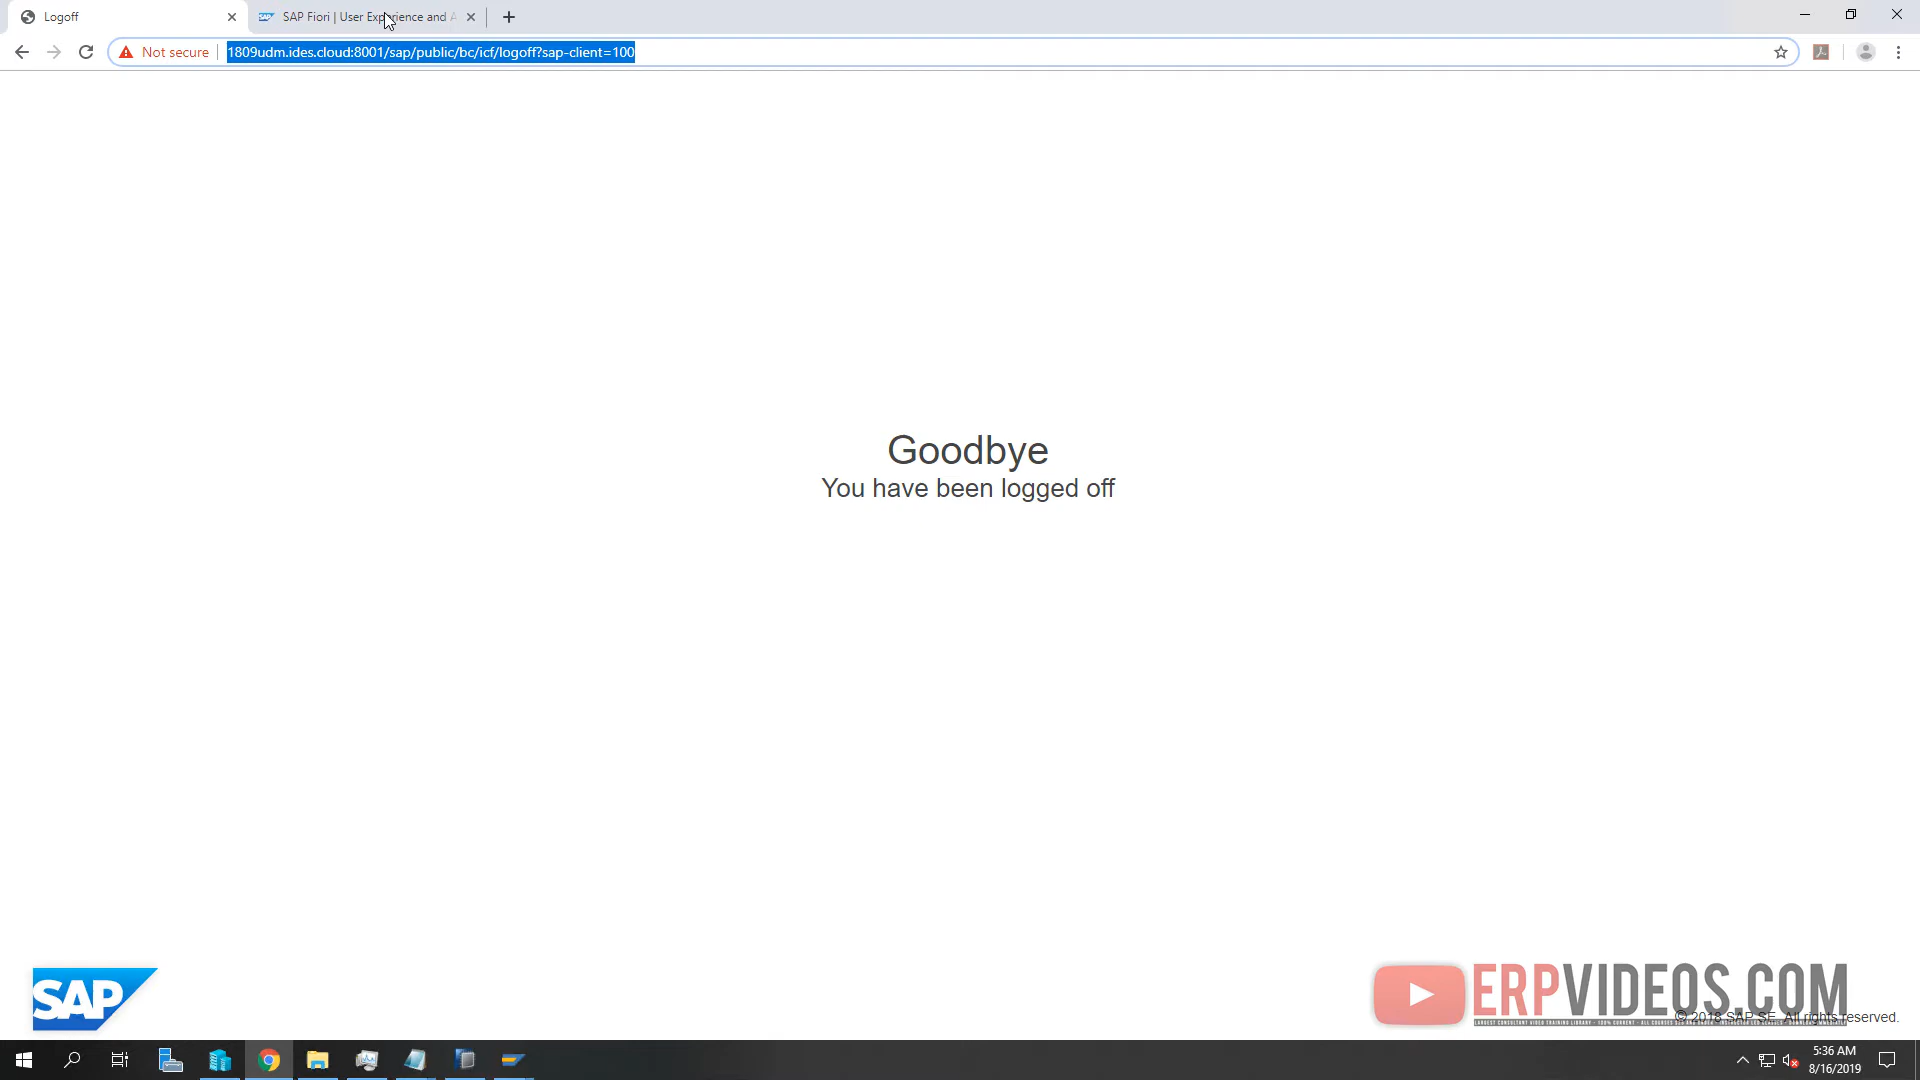 Logoff
SAP Fiori | User Experience and A
Not secure
1809udm.ides.cloud:8001/sap/public/bc/icf/logoff?sap-client=100
Goodbye
You have been logged off
SAP
ERPVIDEOS.COM
© 2018 SAP SE. All rights reserved.
5:36 AM
8/16/2019